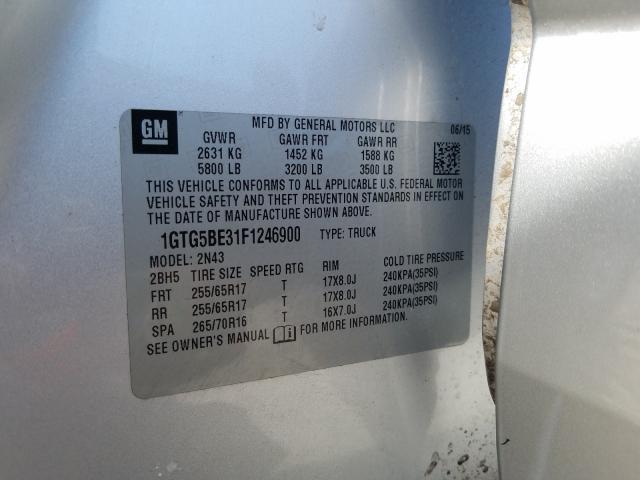 GM
MFD BY GENERAL MOTORS LLC 06/15
GVWR GAWR FRT GAWR RR
2631 KG 1452 KG 1588 KG
5800 LB 3200 LB 3500 LB
THIS VEHICLE CONFORMS TO ALL APPLICABLE U.S. FEDERAL MOTOR
VEHICLE SAFETY AND THEFT PREVENTION STANDARDS IN EFFECT ON
THE DATE OF MANUFACTURE SHOWN ABOVE.
1GTG5BE31F1246900 TYPE: TRUCK
MODEL: 2N43
2BH5 TIRE SIZE SPEED RTG RIM COLD TIRE PRESSURE
FRT 255/65R17 T 17X8.0J 240KPA(35PSI)
RR 255/65R17 T 17X8.0J 240KPA(35PSI)
SPA 265/70R16 T 16X7.0J 240KPA(35PSI)
SEE OWNER'S MANUAL FOR MORE INFORMATION.